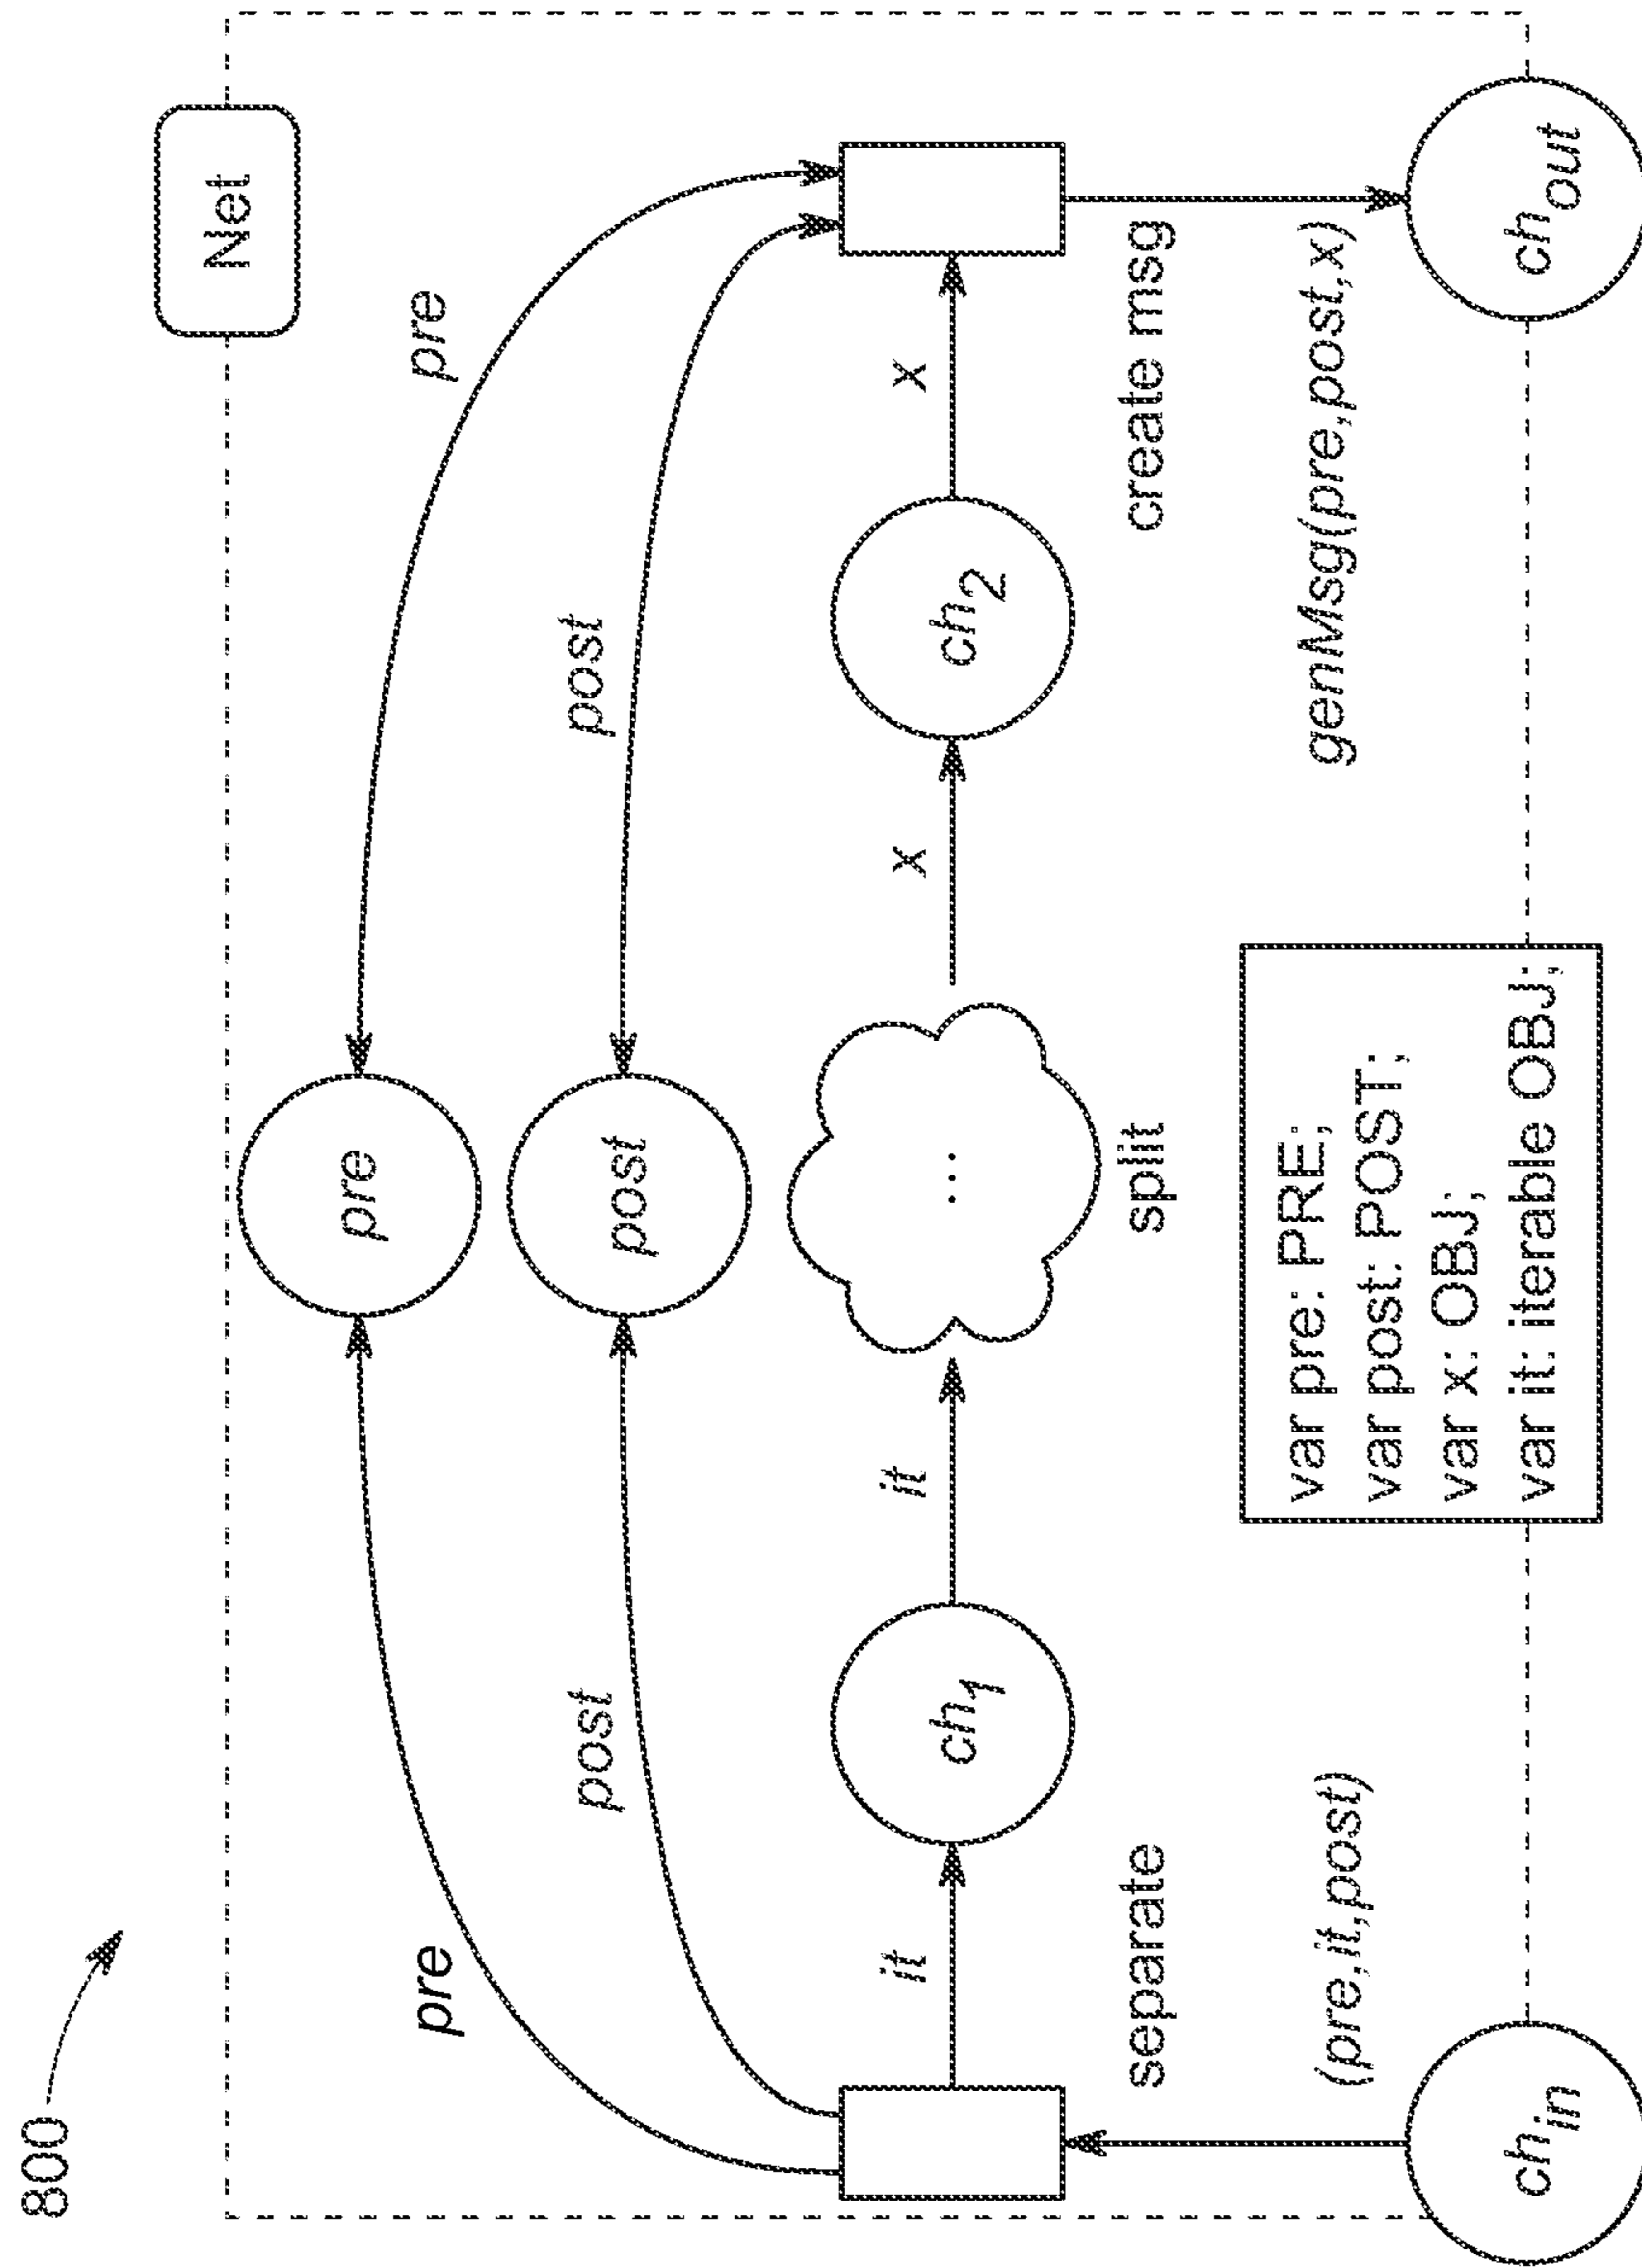 800
Net
pre
pre
pre
post
post
post
it
ch1
it
...
split
x
ch2
x
separate
create msg
(pre,it,post)
genMsg(pre,post,x)
var pre: PRE;
var post: POST;
var x: OBJ;
var it: iterable OBJ;
chin
chout